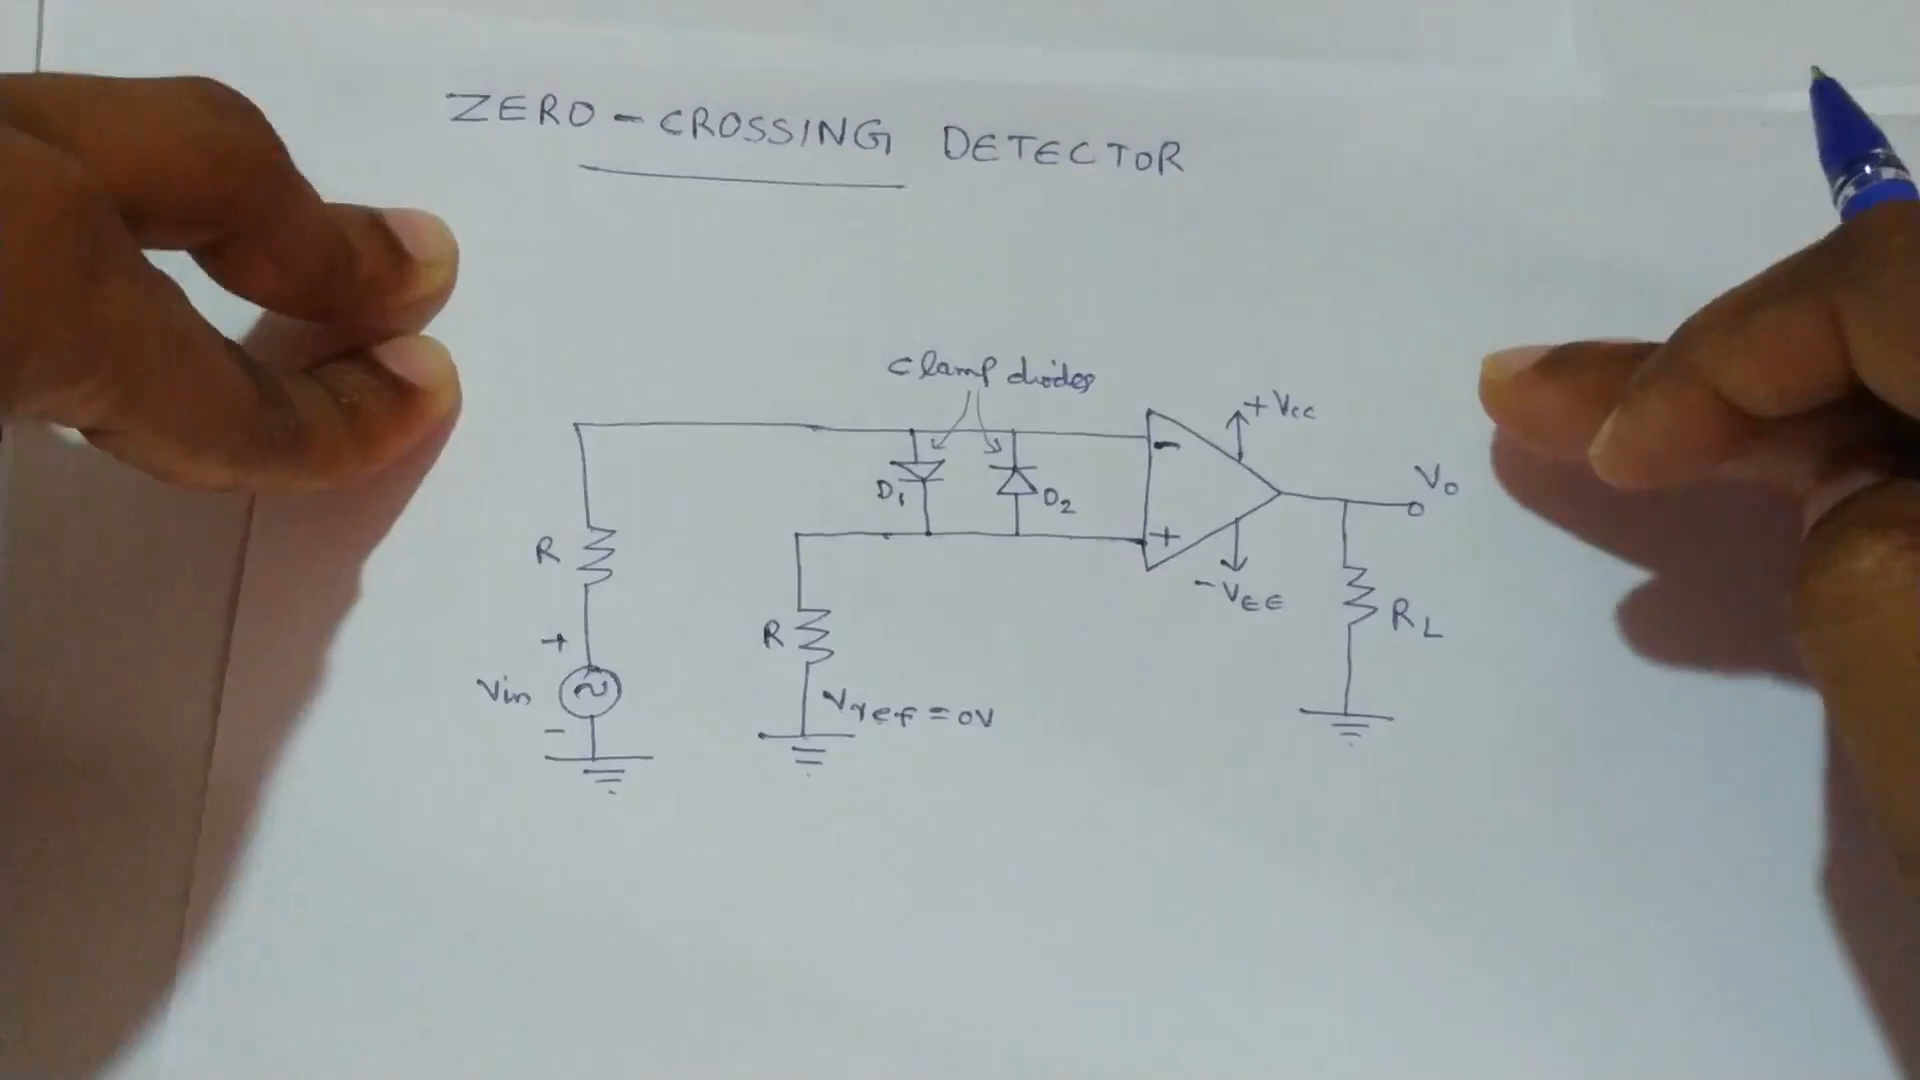 ZERO-CROSSING DETECTOR
Clamp diodes
+Vcc
-
D1
D2
Vo
R
+
-VEE
+
R
RL
Vin
Vref = 0V
-